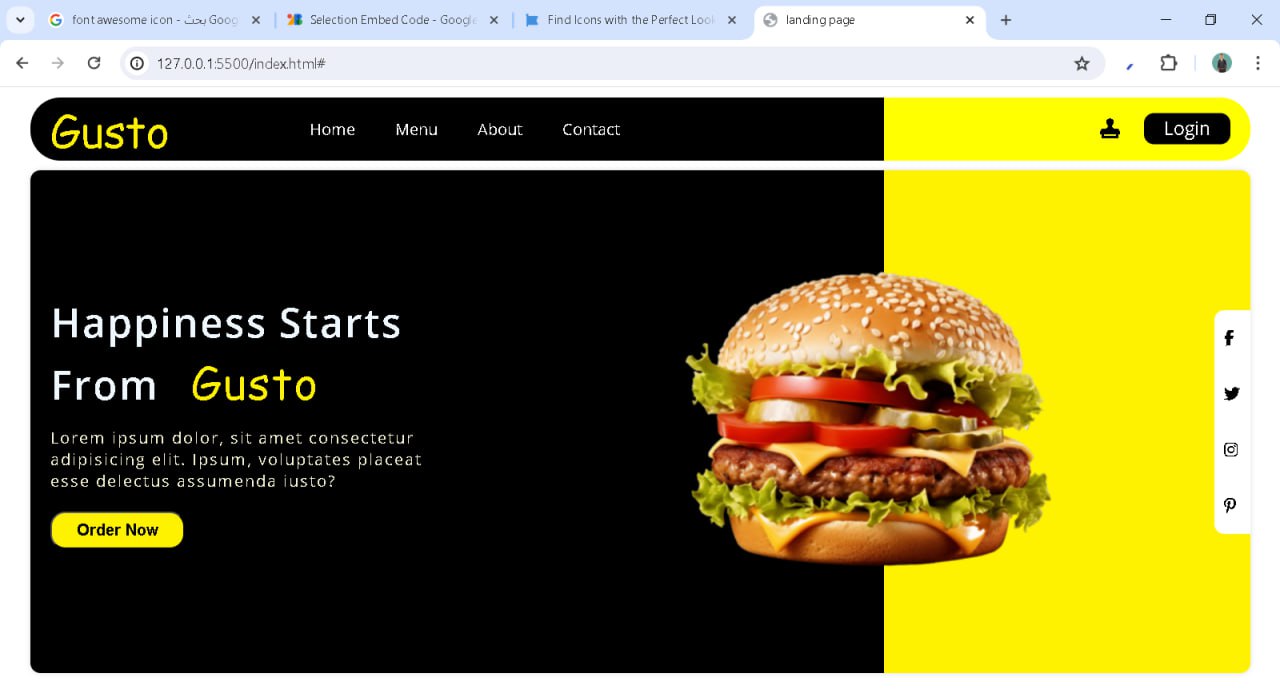 font awesome icon - بحث Goog
Selection Embed Code - Google
Find Icons with the Perfect Look
landing page
127.0.0.1:5500/index.html#
Gusto
Home
Menu
About
Contact
Login
Happiness Starts
From Gusto
Lorem ipsum dolor, sit amet consectetur
adipisicing elit. Ipsum, voluptates placeat
esse delectus assumenda iusto?
Order Now